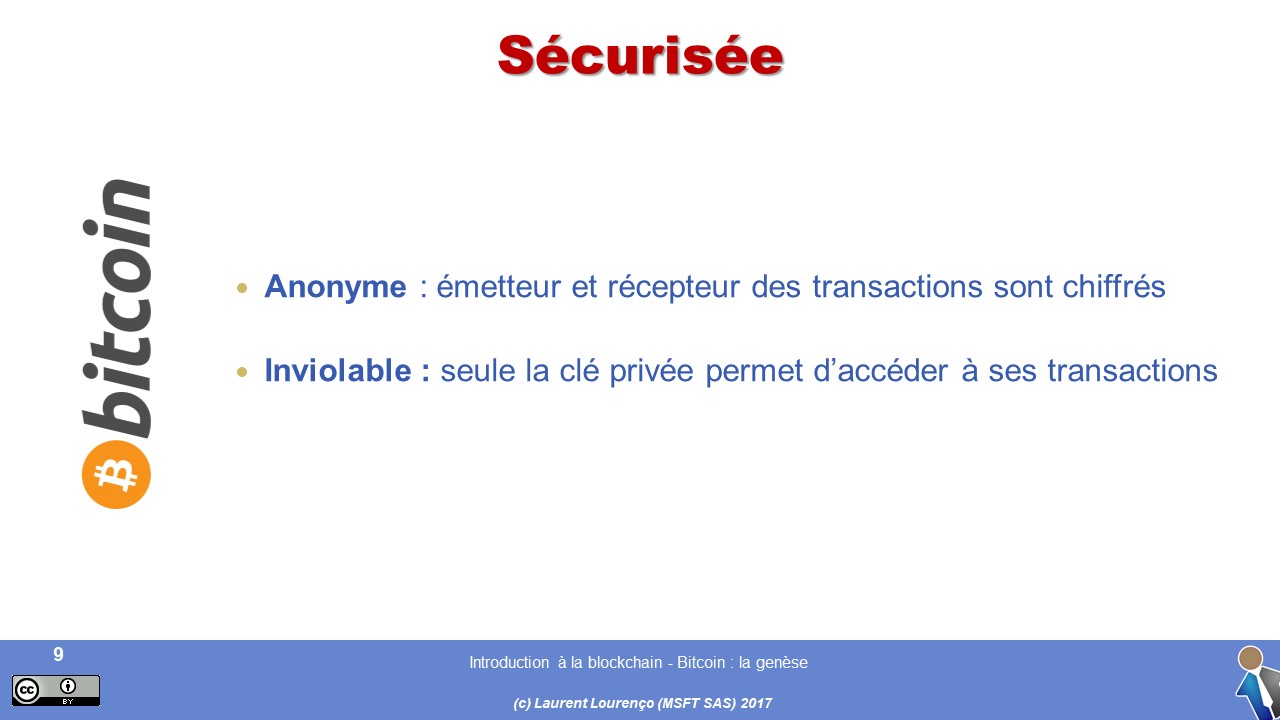 Sécurisée
bitcoin
Anonyme : émetteur et récepteur des transactions sont chiffrés
Inviolable : seule la clé privée permet d’accéder à ses transactions
9
Introduction à la blockchain - Bitcoin : la genèse
cc
BY
(c) Laurent Lourenço (MSFT SAS) 2017